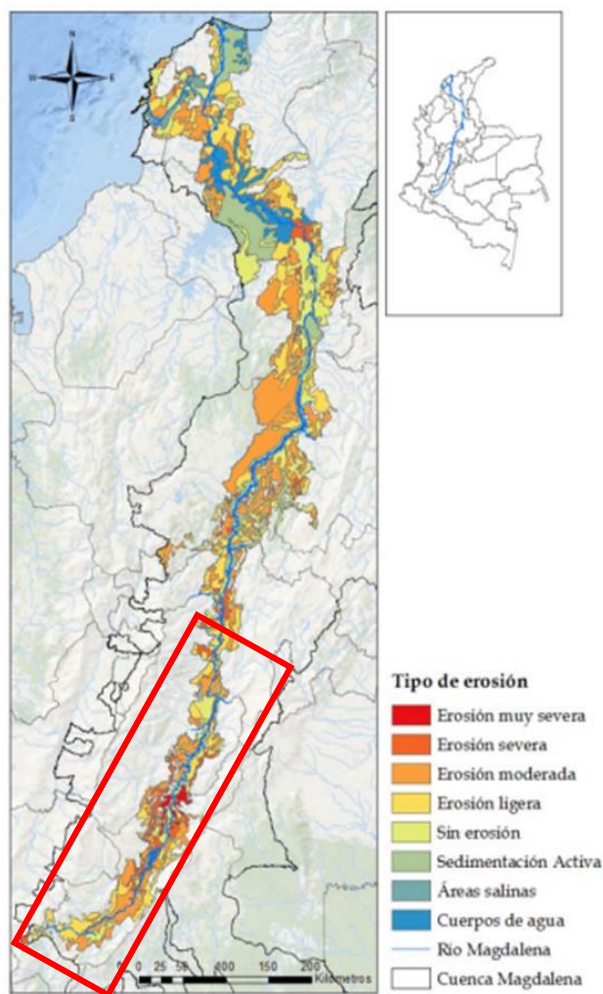 N
W E
S
Tipo de erosión
Erosión muy severa
Erosión severa
Erosión moderada
Erosión ligera
Sin erosión
Sedimentación Activa
Áreas salinas
Cuerpos de agua
Río Magdalena
Cuenca Magdalena
0 25 50 100 150 200
Kilómetros